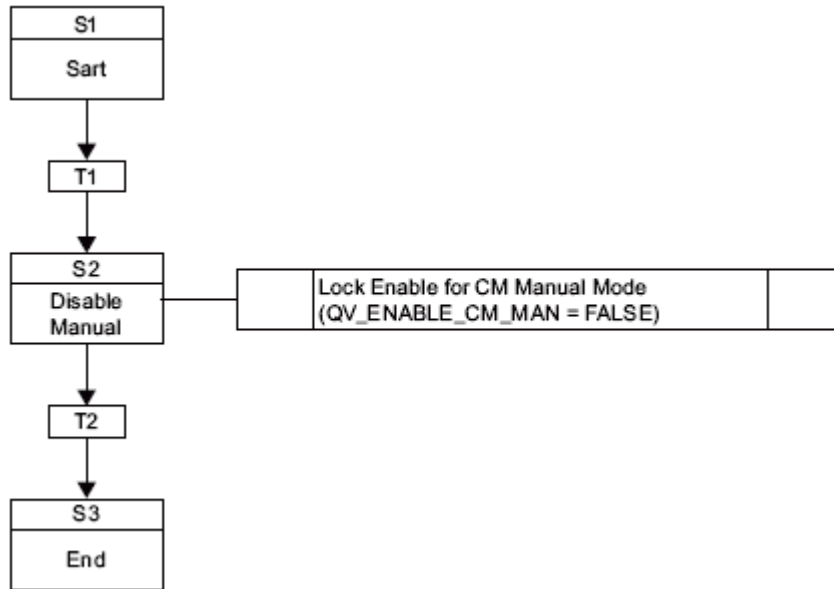 S1
Sart
T1
S2
Disable
Manual
Lock Enable for CM Manual Mode
(QV_ENABLE_CM_MAN = FALSE)
T2
S3
End